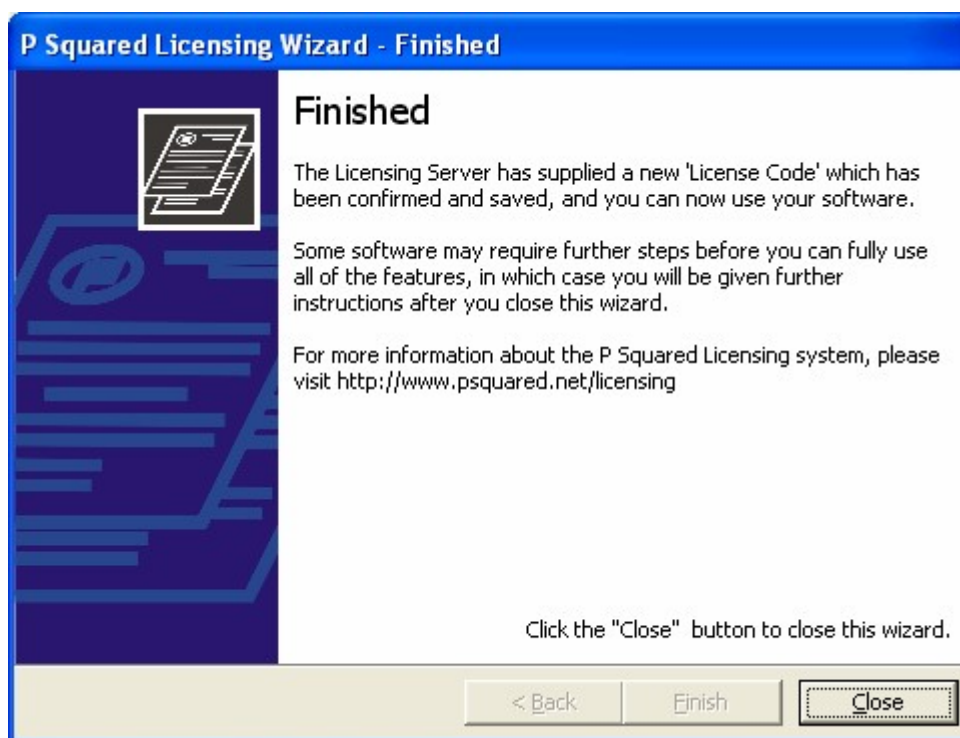 P Squared Licensing Wizard - Finished
Finished
The Licensing Server has supplied a new 'License Code' which has
been confirmed and saved, and you can now use your software.
Some software may require further steps before you can fully use
all of the features, in which case you will be given further
instructions after you close this wizard.
For more information about the P Squared Licensing system, please
visit http://www.psquared.net/licensing
Click the "Close" button to close this wizard.
< Back
Finish
Close